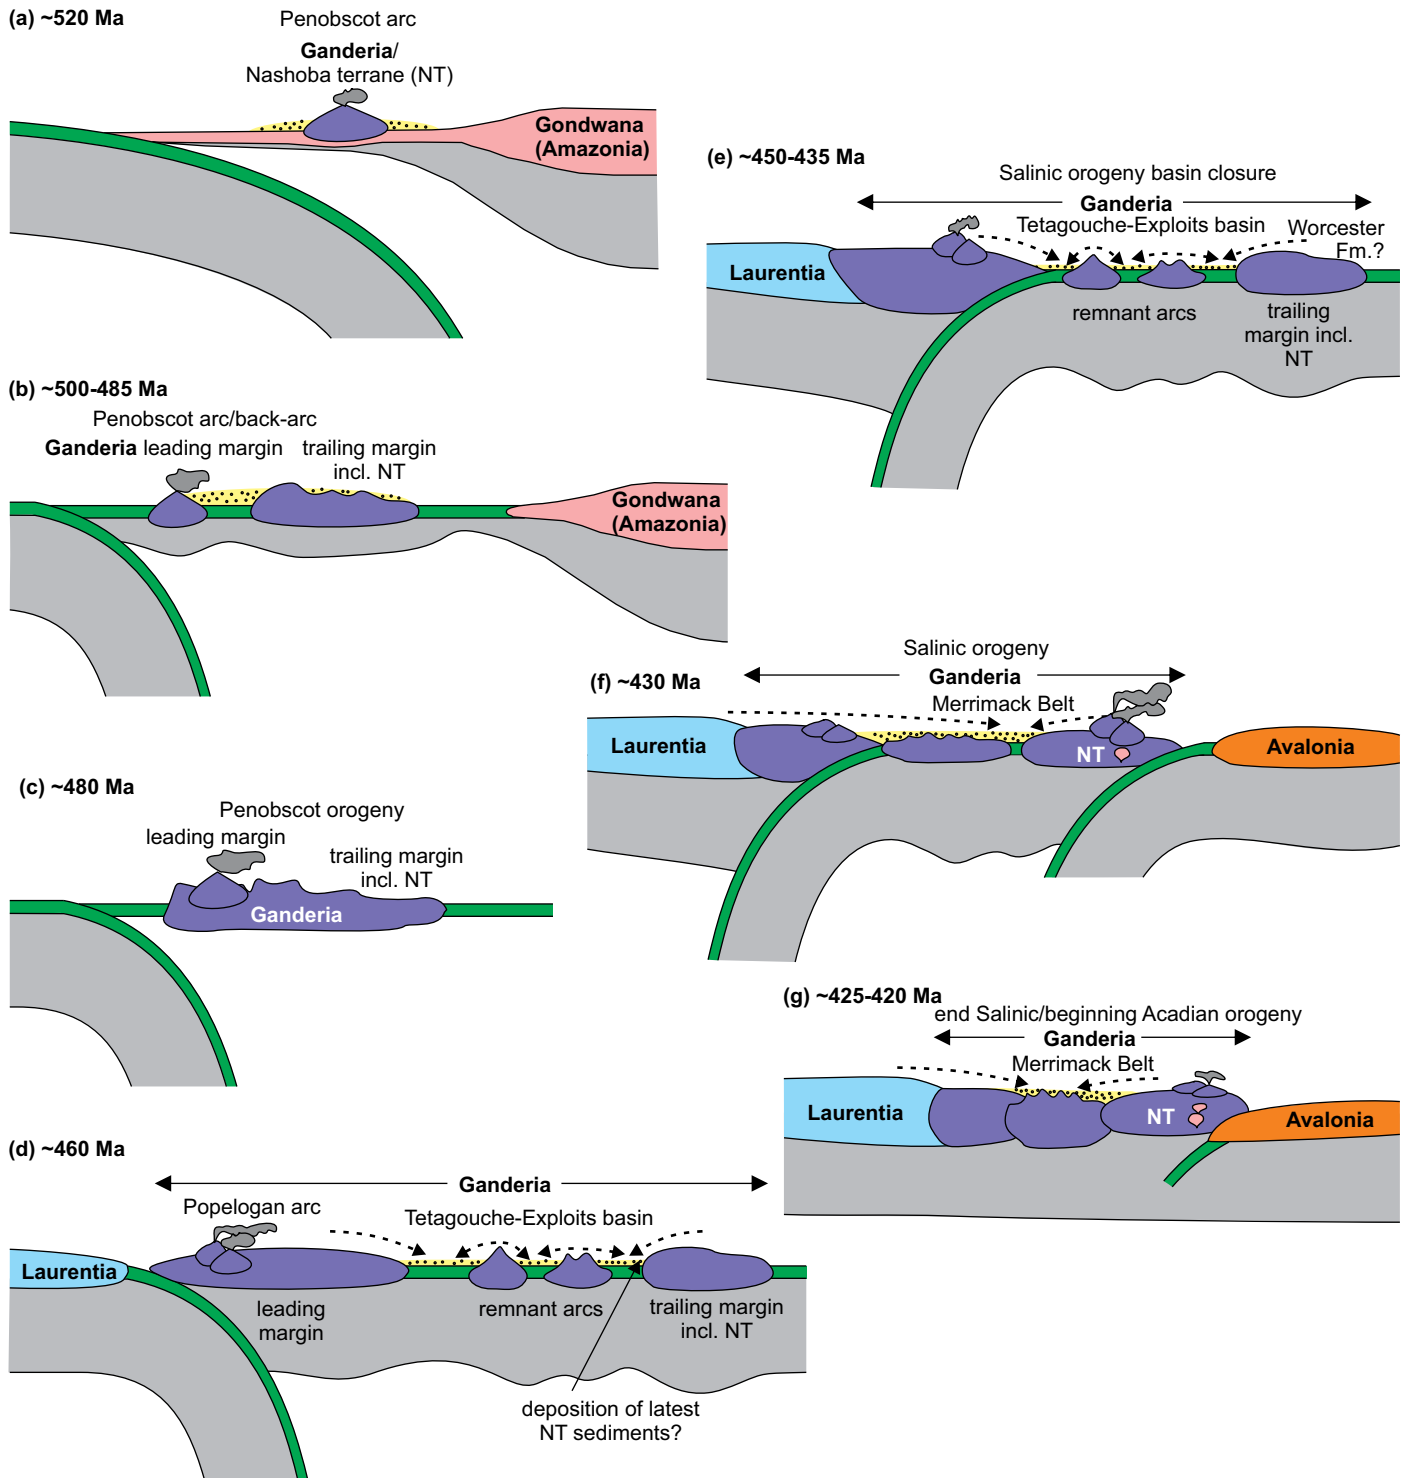 (a) ~520 Ma
Penobscot arc
Ganderia/
Nashoba terrane (NT)
Gondwana
(Amazonia)
(b) ~500-485 Ma
Penobscot arc/back-arc
Ganderia leading margin
trailing margin
incl. NT
Gondwana
(Amazonia)
(c) ~480 Ma
Penobscot orogeny
leading margin
trailing margin
incl. NT
Ganderia
(d) ~460 Ma
Ganderia
Popelogan arc
Tetagouche-Exploits basin
Laurentia
leading
margin
remnant arcs
trailing margin
incl. NT
deposition of latest
NT sediments?
(e) ~450-435 Ma
Salinic orogeny basin closure
Ganderia
Tetagouche-Exploits basin
Worcester
Fm.?
Laurentia
remnant arcs
trailing
margin incl.
NT
(f) ~430 Ma
Salinic orogeny
Ganderia
Merrimack Belt
Laurentia
NT
Avalonia
(g) ~425-420 Ma
end Salinic/beginning Acadian orogeny
Ganderia
Merrimack Belt
Laurentia
NT
Avalonia